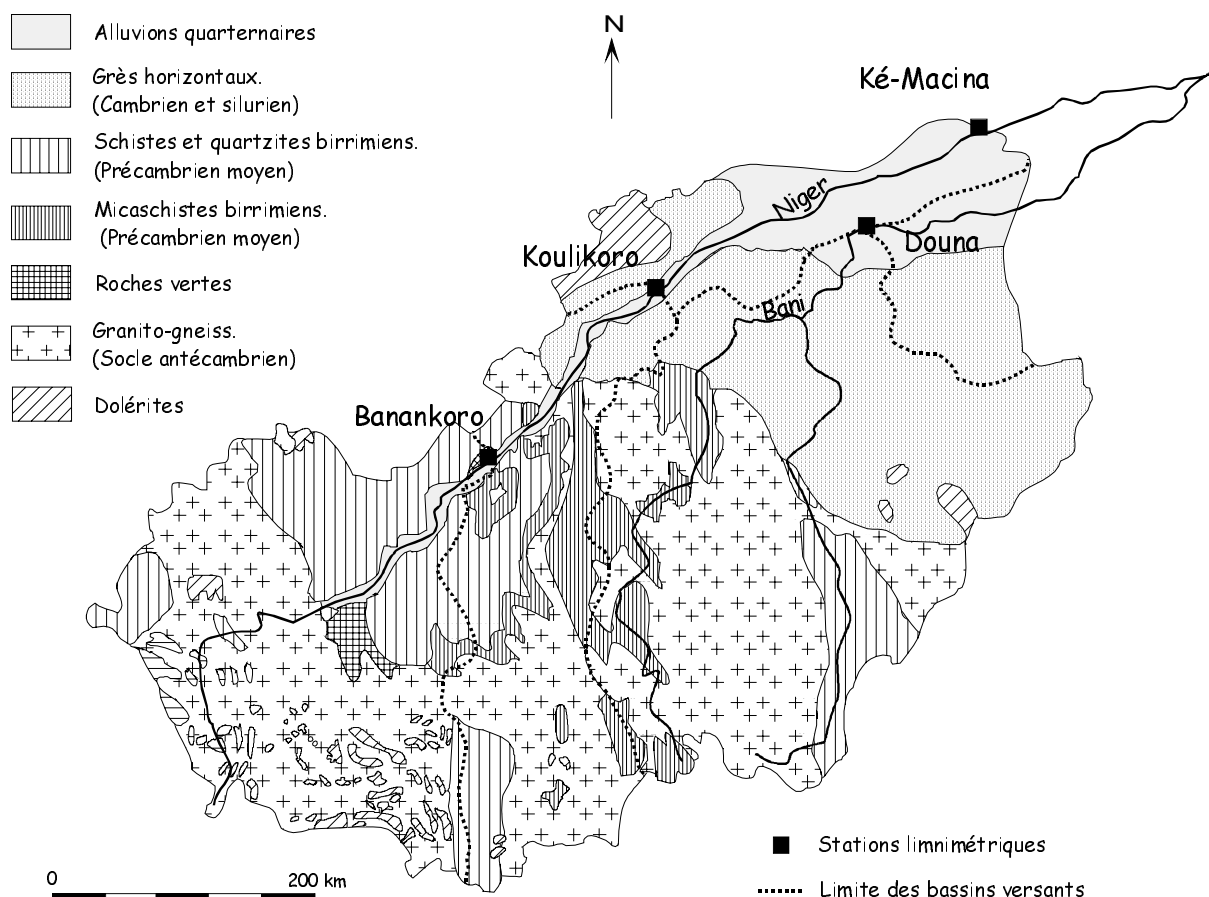 Alluvions quarternaires
Grès horizontaux.
(Cambrien et silurien)
Schistes et quartzites birrimiens.
(Précambrien moyen)
Micaschistes birrimiens.
(Précambrien moyen)
Roches vertes
Granito-gneiss.
(Socle antécambrien)
Dolérites
N
Ké-Macina
Niger
Douna
Koulikoro
Bani
Banankoro
0 200 km
Stations limnimétriques
Limite des bassins versants